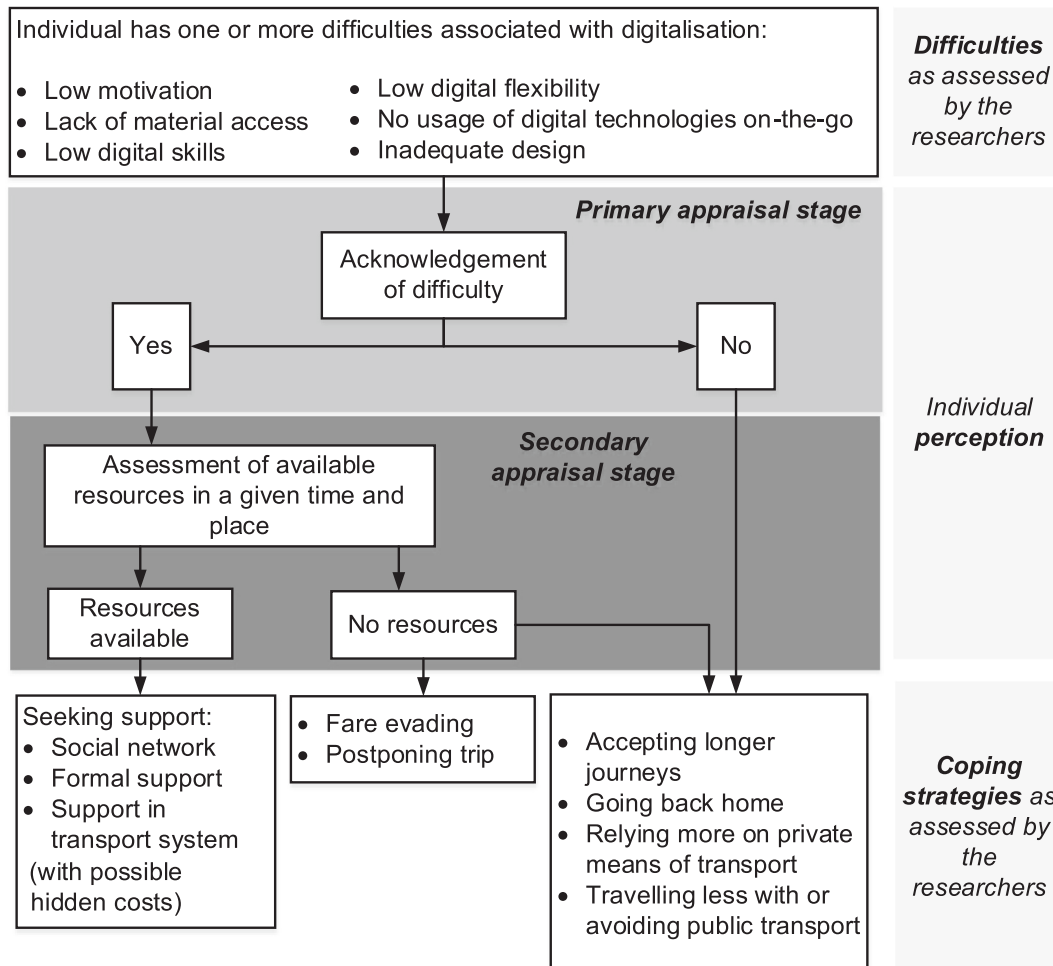 Individual has one or more difficulties associated with digitalisation:
• Low motivation
• Lack of material access
• Low digital skills
• Low digital flexibility
• No usage of digital technologies on-the-go
• Inadequate design
Difficulties
as assessed
by the
researchers
Primary appraisal stage
Acknowledgement
of difficulty
Yes
No
Individual
perception
Secondary
appraisal stage
Assessment of available
resources in a given time and
place
Resources
available
No resources
Seeking support:
• Social network
• Formal support
• Support in
transport system
(with possible
hidden costs)
• Fare evading
• Postponing trip
• Accepting longer
journeys
• Going back home
• Relying more on private
means of transport
• Travelling less with or
avoiding public transport
Coping
strategies as
assessed by
the
researchers